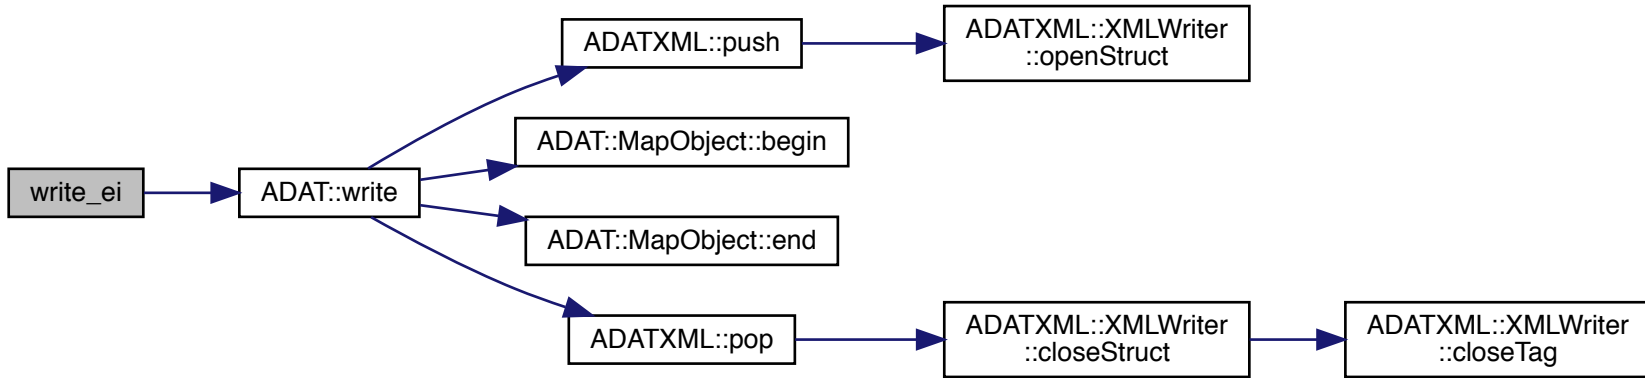 write_ei
ADAT::write
ADATXML::push
ADATXML::XMLWriter
::openStruct
ADAT::MapObject::begin
ADAT::MapObject::end
ADATXML::pop
ADATXML::XMLWriter
::closeStruct
ADATXML::XMLWriter
::closeTag